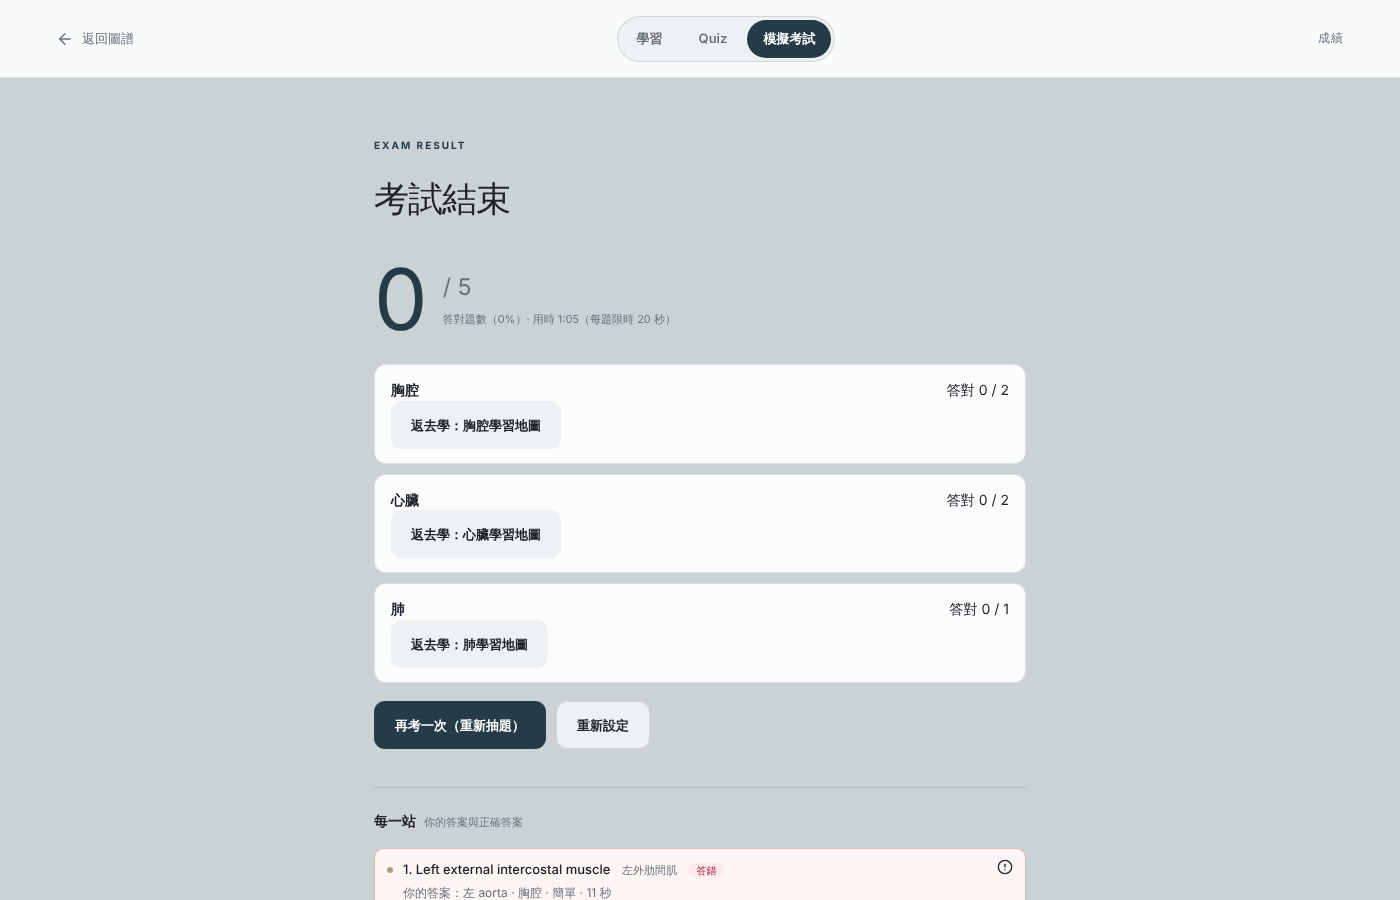 返回圖譜
學習
Quiz
模擬考試
成績
EXAM RESULT
考試結束
0 / 5
答對題數（0%）· 用時 1:05（每題限時 20 秒）
胸腔
答對 0 / 2
返去學：胸腔學習地圖
心臟
答對 0 / 2
返去學：心臟學習地圖
肺
答對 0 / 1
返去學：肺學習地圖
再考一次（重新抽題）
重新設定
每一站 你的答案與正確答案
1. Left external intercostal muscle 左外肋間肌 答錯
你的答案：左 aorta · 胸腔 · 簡單 · 11 秒